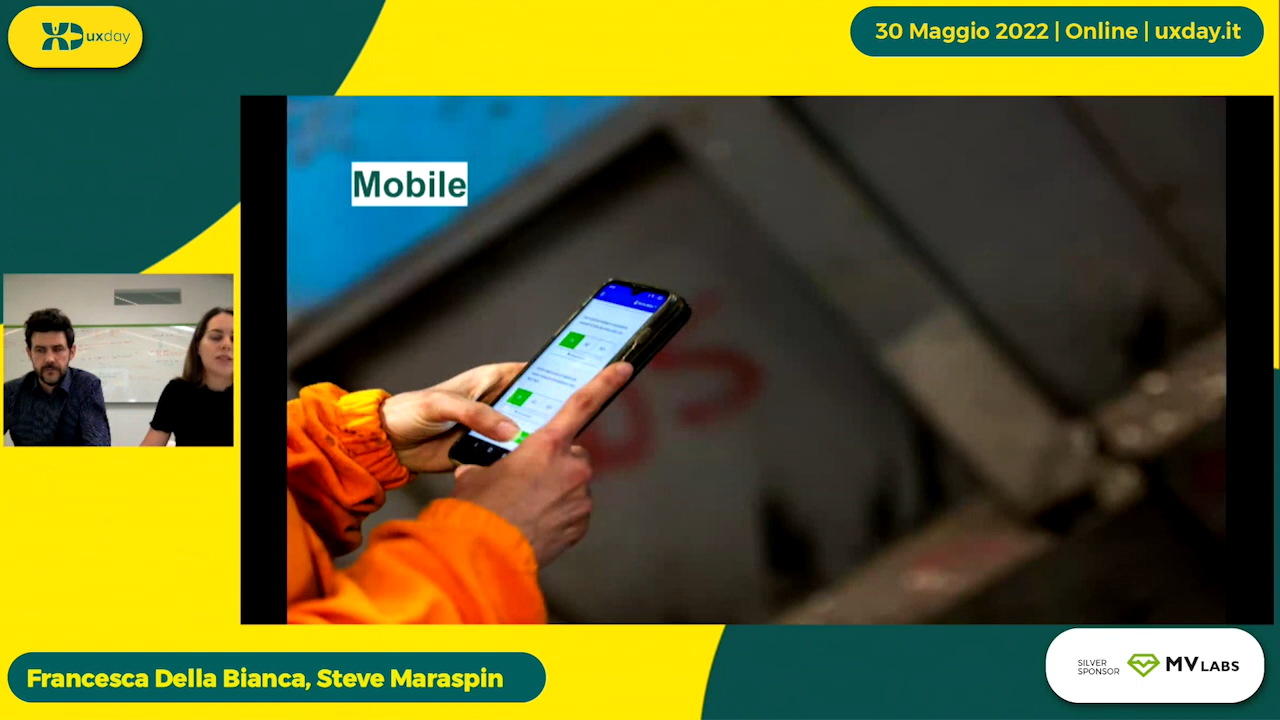 uxday
30 Maggio 2022 | Online | uxday.it
Mobile
Francesca Della Bianca, Steve Maraspin
SILVER
SPONSOR
MV LABS